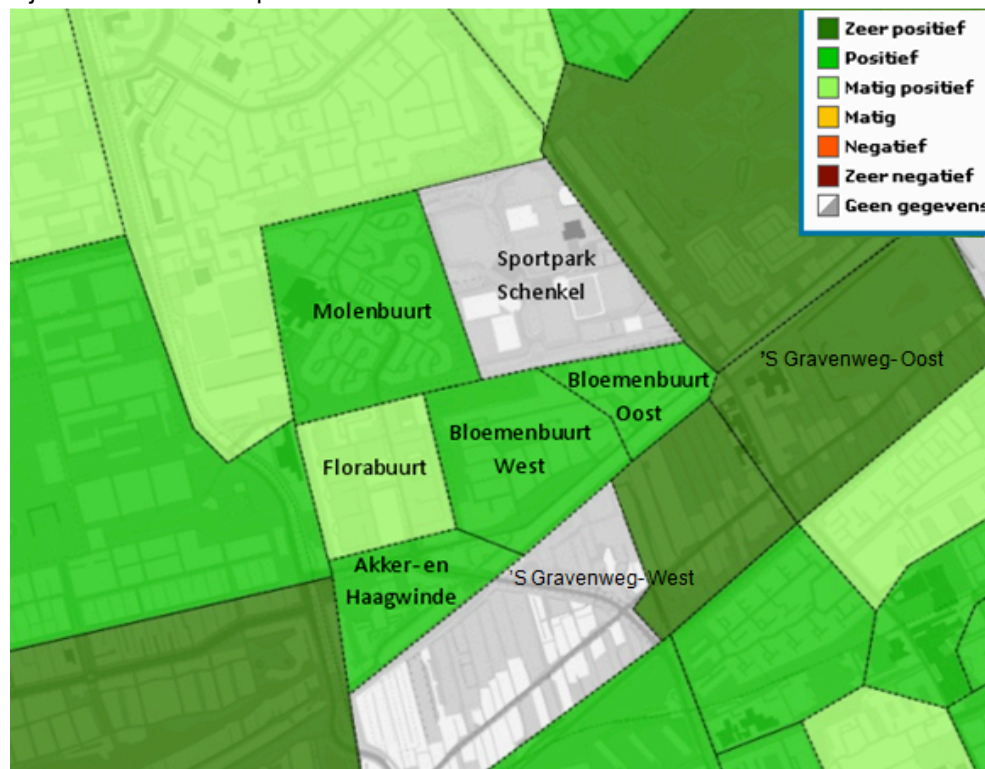 Zeer positief
Positief
Matig positief
Matig
Negatief
Zeer negatief
Geen gegevens
Sportpark
Schenkel
Molenbuurt
'S Gravenweg-Oost
Bloemenbuurt
Oost
Bloemenbuurt
West
Florabuurt
Akker-en
Haagwinde
'S Gravenweg-West